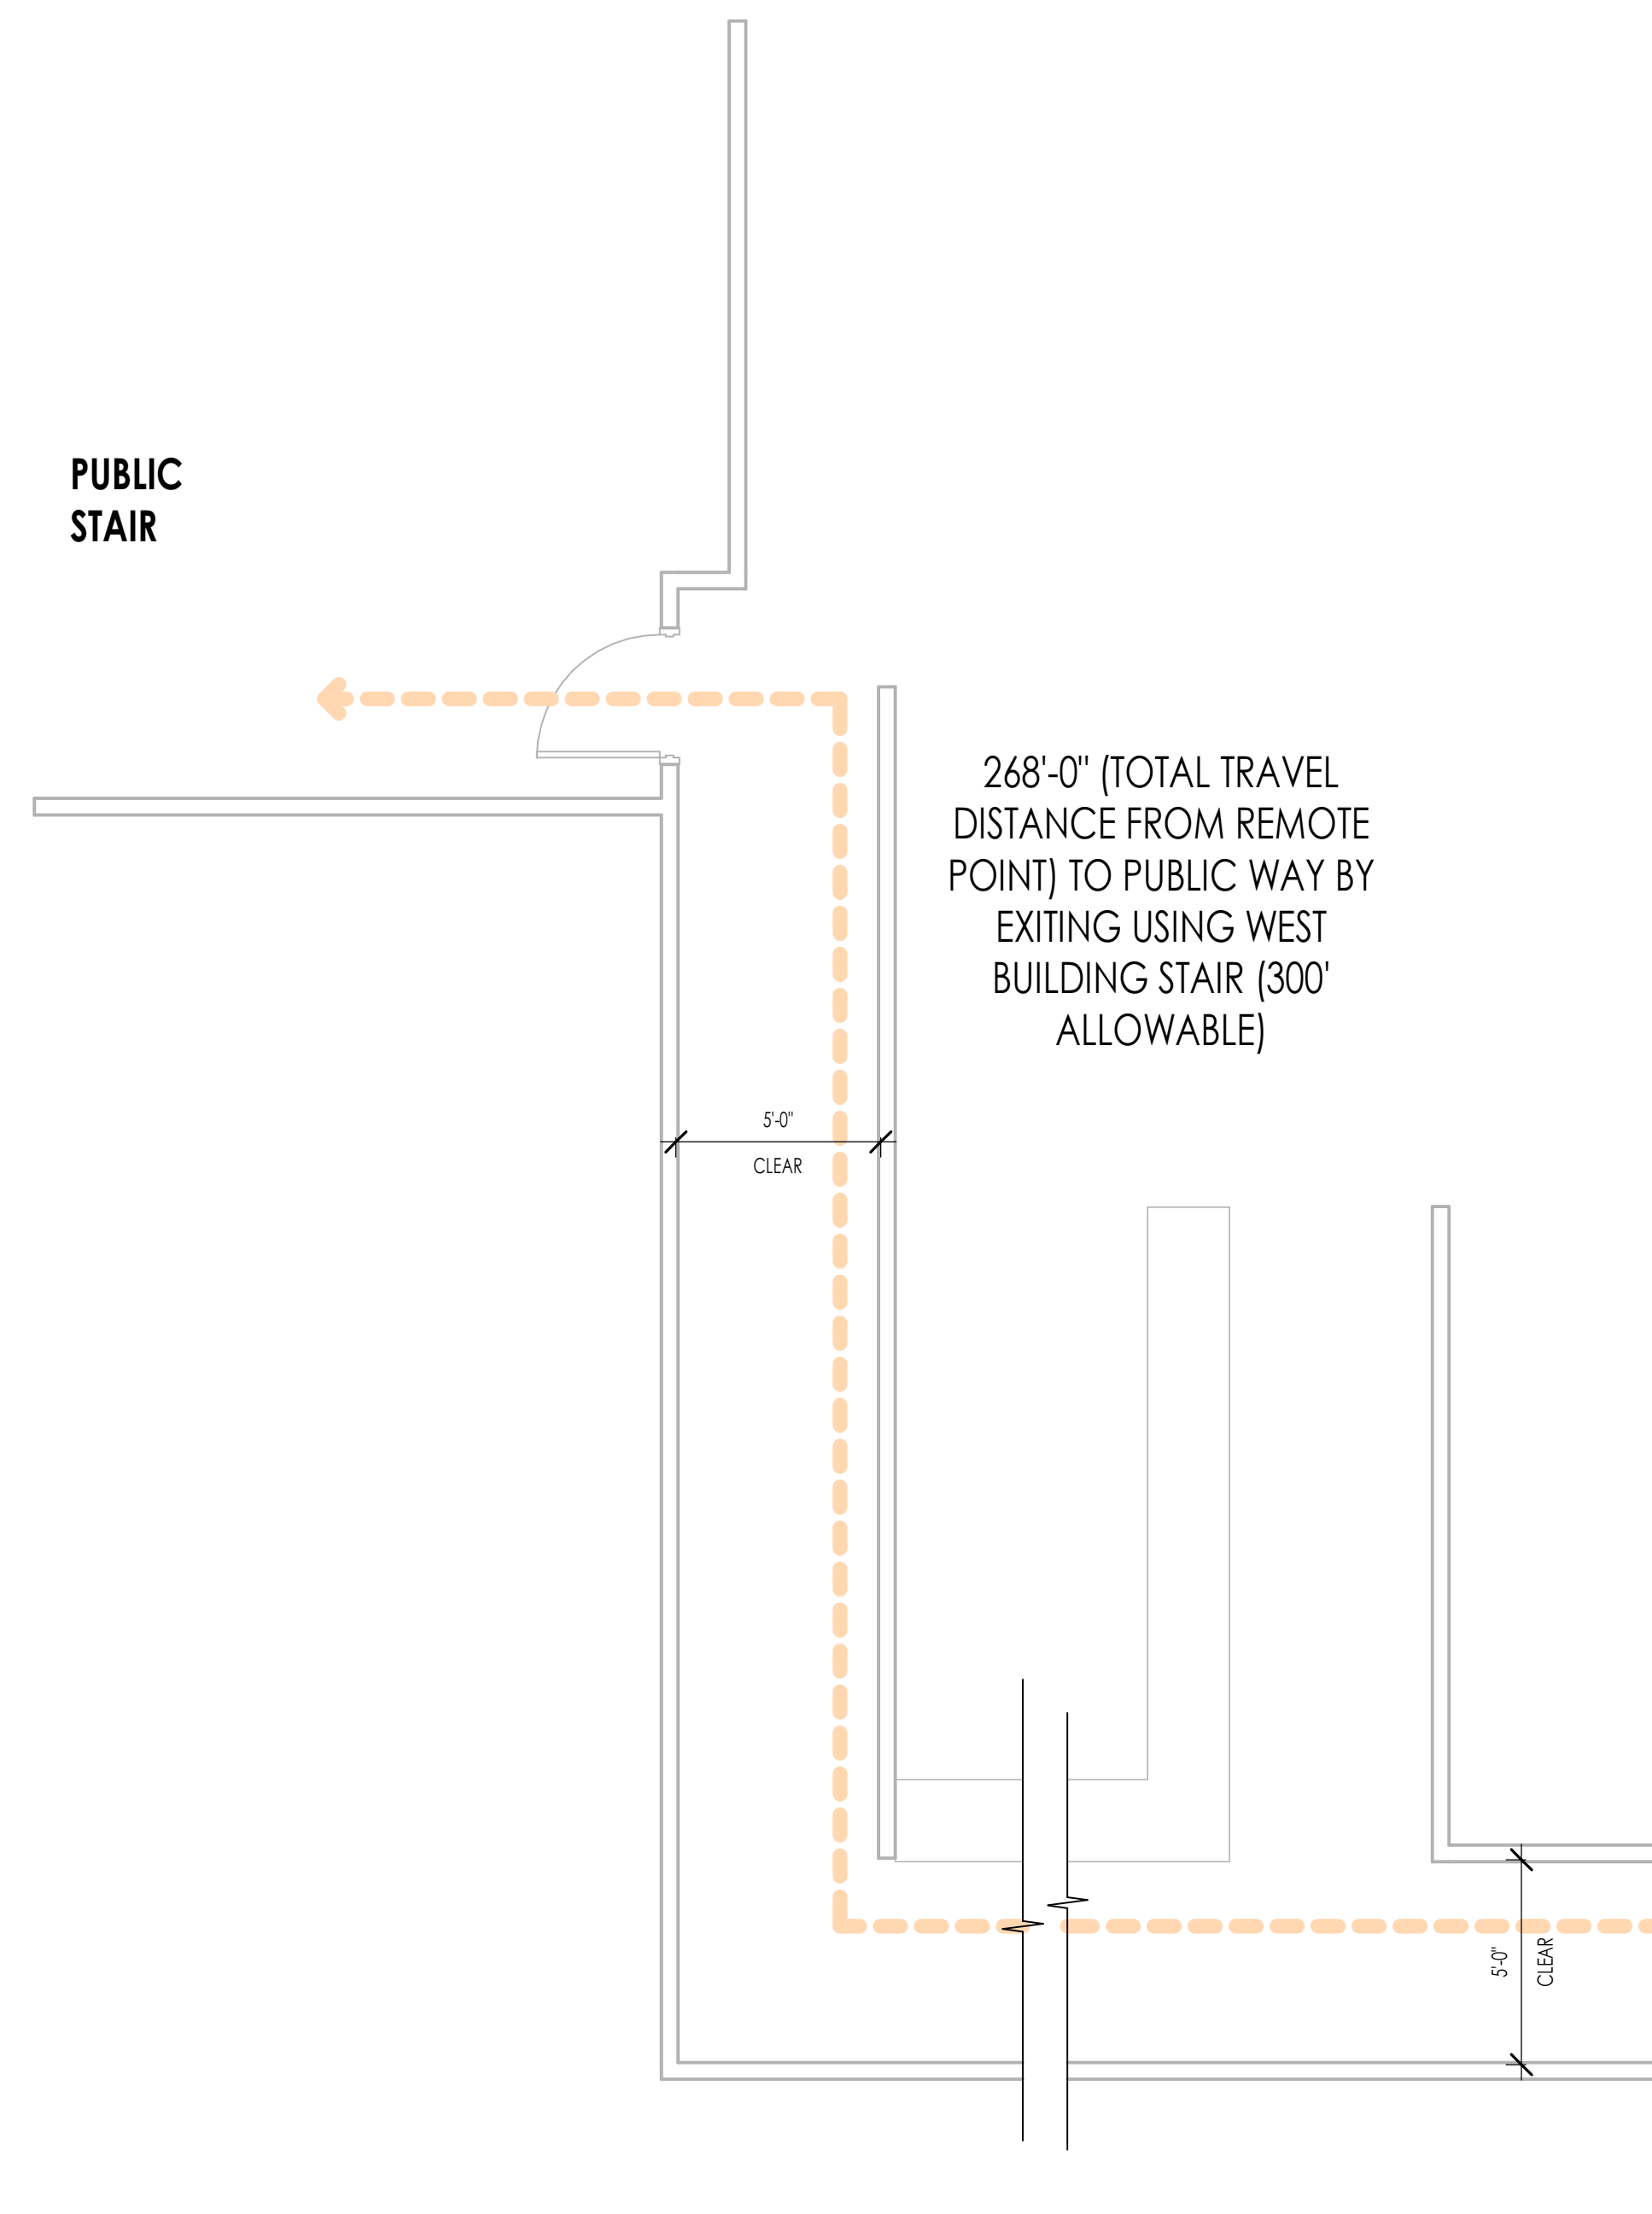 PUBLIC
STAIR
268'-0" (TOTAL TRAVEL
DISTANCE FROM REMOTE
POINT) TO PUBLIC WAY BY
EXITING USING WEST
BUILDING STAIR (300'
ALLOWABLE)
5'-0"
CLEAR
5'-0"
CLEAR